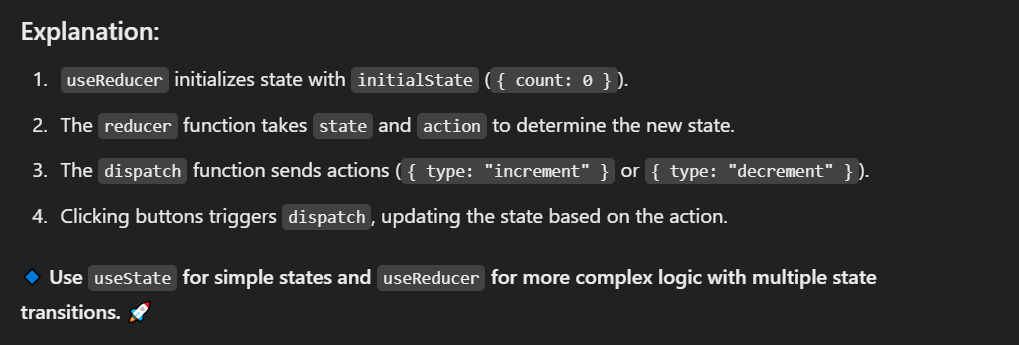 Explanation:
1. useReducer initializes state with initialState ({ count: 0 }).
2. The reducer function takes state and action to determine the new state.
3. The dispatch function sends actions ({ type: "increment" } or { type: "decrement" }).
4. Clicking buttons triggers dispatch, updating the state based on the action.
🔹 Use useState for simple states and useReducer for more complex logic with multiple state
transitions. 🚀